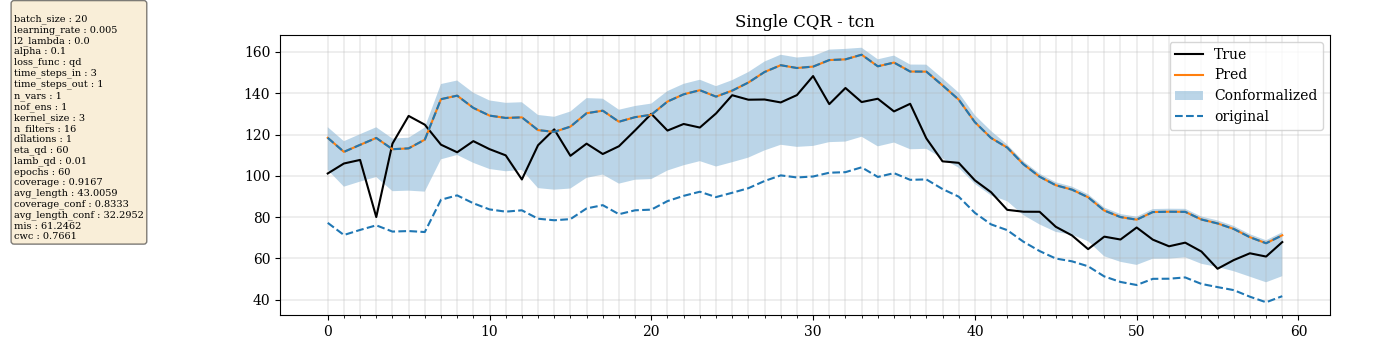 batch_size : 20
learning_rate : 0.005
l2_lambda : 0.0
alpha : 0.1
loss_func : qd
time_steps_in : 3
time_steps_out : 1
n_vars : 1
nof_ens : 1
kernel_size : 3
n_filters : 16
dilations : 1
eta_qd : 60
lamb_qd : 0.01
epochs : 60
coverage : 0.9167
avg_length : 43.0059
coverage_conf : 0.8333
avg_length_conf : 32.2952
mis : 61.2462
cwc : 0.7661
Single CQR - tcn
160
140
120
100
80
60
40
0 10 20 30 40 50 60
True
Pred
Conformalized
original